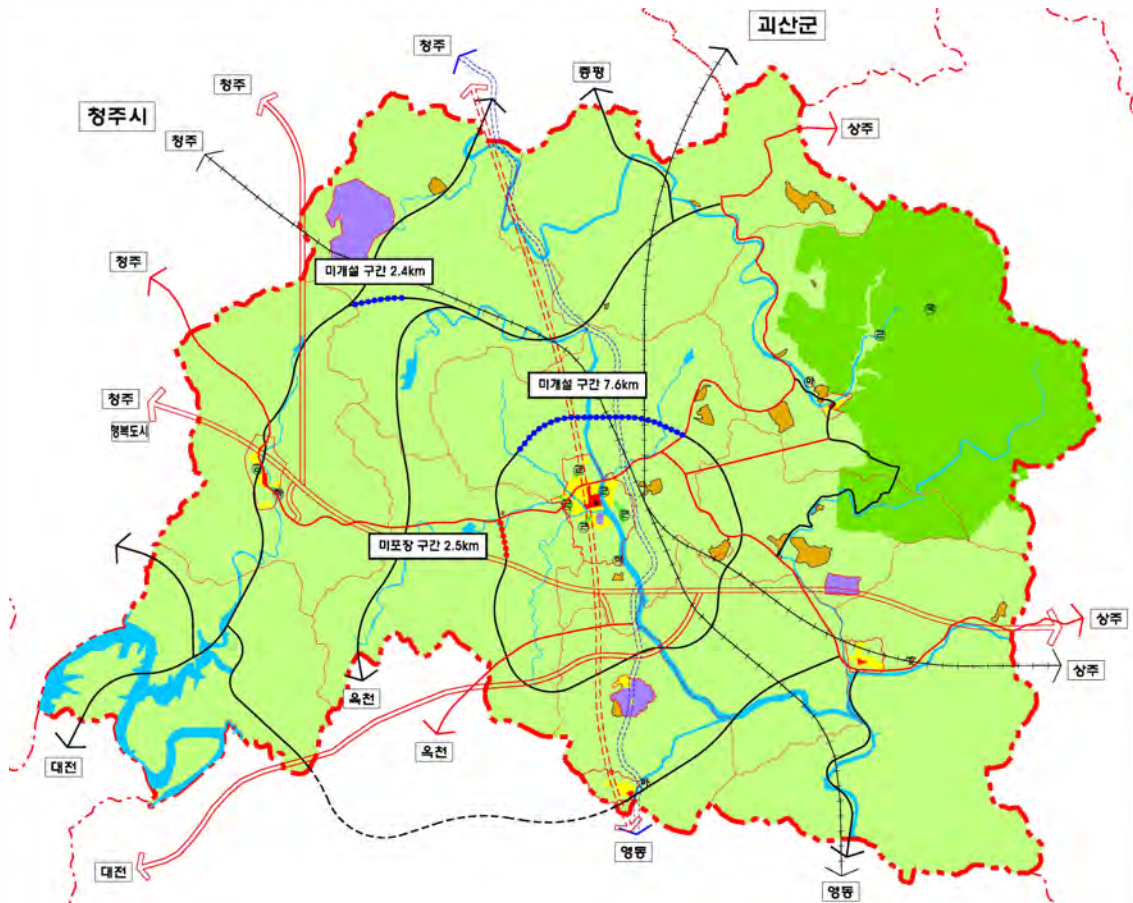 괴산군
청주
증평
청주
청주시
상주
청주
청주
미개설 구간 2.4km
미개설 구간 7.6km
청주
행복도시
미포장 구간 2.5km
상주
상주
옥천
옥천
대전
영동
대전
영동